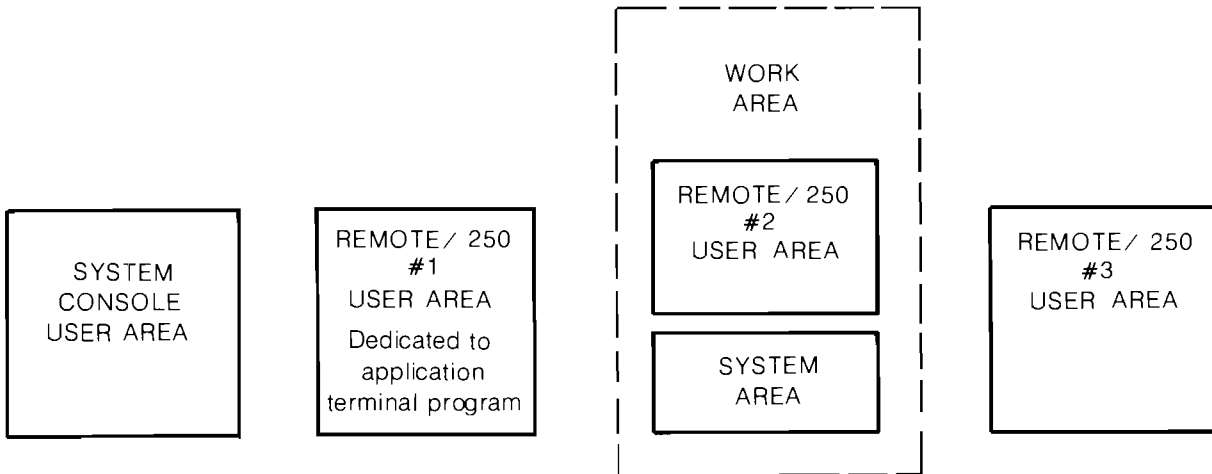 SYSTEM
CONSOLE
USER AREA
REMOTE/ 250
#1
USER AREA
Dedicated to
application
terminal program
WORK
AREA
REMOTE/ 250
#2
USER AREA
SYSTEM
AREA
REMOTE/ 250
#3
USER AREA